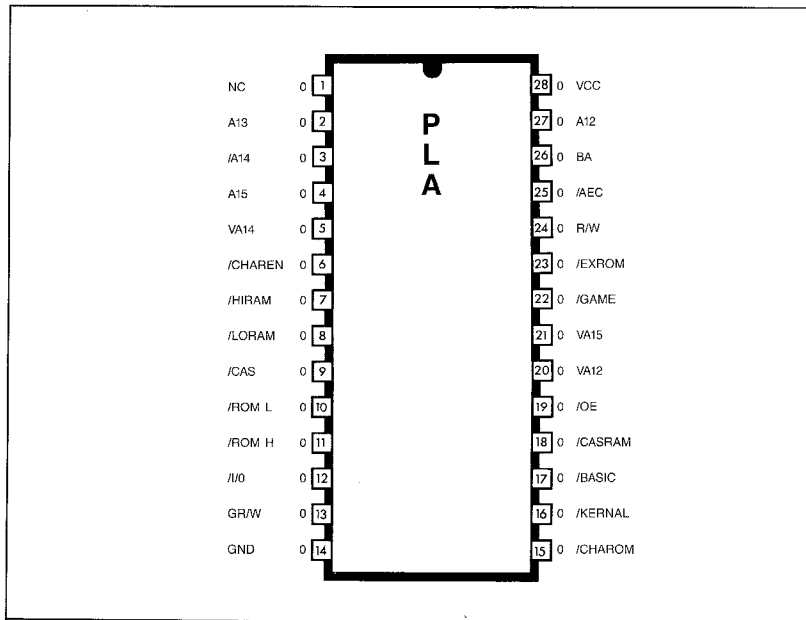 PLA
NC 0 1
A13 0 2
/A14 0 3
A15 0 4
VA14 0 5
/CHAREN 0 6
/HIRAM 0 7
/LORAM 0 8
/CAS 0 9
/ROM L 0 10
/ROM H 0 11
/I/0 0 12
GR/W 0 13
GND 0 14
28 0 VCC
27 0 A12
26 0 BA
25 0 /AEC
24 0 R/W
23 0 /EXROM
22 0 /GAME
21 0 VA15
20 0 VA12
19 0 /OE
18 0 /CASRAM
17 0 /BASIC
16 0 /KERNAL
15 0 /CHAROM